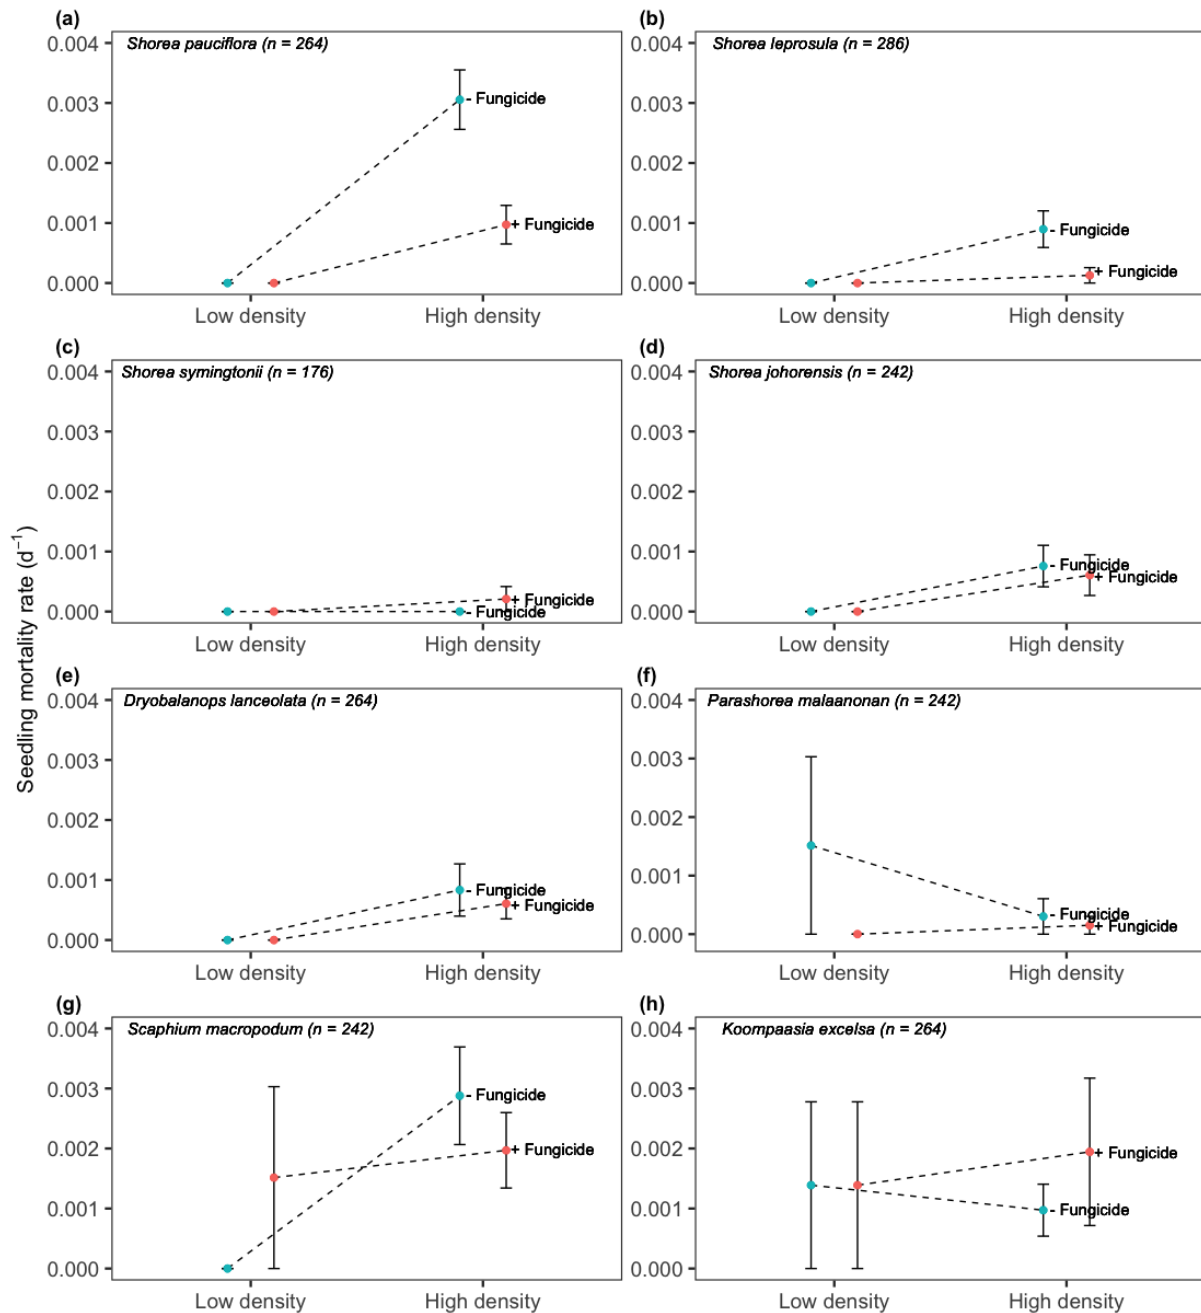 (a)
(b)
Shorea pauciflora (n = 264)
Shorea leprosula (n = 286)
0.004
0.003
0.002
0.001
0.000
- Fungicide
+ Fungicide
Low density
High density
0.004
0.003
0.002
0.001
0.000
- Fungicide
+ Fungicide
Low density
High density
(c)
(d)
Shorea symingtonii (n = 176)
Shorea johorensis (n = 242)
0.004
0.003
0.002
0.001
0.000
+ Fungicide
- Fungicide
Low density
High density
0.004
0.003
0.002
0.001
0.000
- Fungicide
+ Fungicide
Low density
High density
Seedling mortality rate (d⁻¹)
(e)
(f)
Dryobalanops lanceolata (n = 264)
Parashorea malaanonan (n = 242)
0.004
0.003
0.002
0.001
0.000
- Fungicide
+ Fungicide
Low density
High density
0.004
0.003
0.002
0.001
0.000
- Fungicide
+ Fungicide
Low density
High density
(g)
(h)
Scaphium macropodum (n = 242)
Koompaasia excelsa (n = 264)
0.004
0.003
0.002
0.001
0.000
- Fungicide
+ Fungicide
Low density
High density
0.004
0.003
0.002
0.001
0.000
+ Fungicide
- Fungicide
Low density
High density